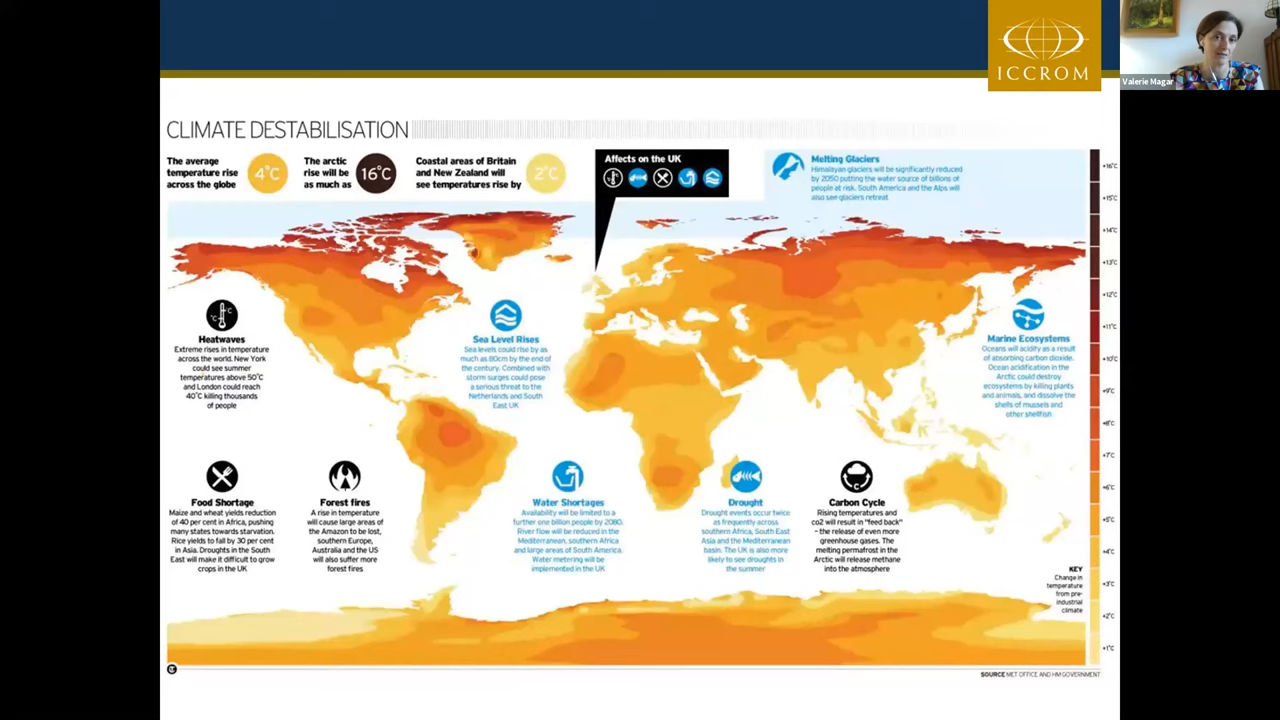 ICCROM
Valerie Magar
CLIMATE DESTABILISATION
The average
temperature rise
across the globe
4°C
The arctic
rise will be
as much as
16°C
Coastal areas of Britain
and New Zealand will
see temperatures rise by
2°C
Affects on the UK
Melting Glaciers
Himalayan glaciers will be significantly reduced
by 2050 putting the water source of billions of
people at risk. South America and the Alps will
also see glaciers retreat
Heatwaves
Extreme rises in temperature
across the world. New York
could see summer
temperatures above 50°C
and London could reach
40°C killing thousands
of people
Sea Level Rises
Sea levels could rise by as
much as 80cm by the end of
the century. Combined with
storm surges could pose
a serious threat to the
Netherlands and South
East UK
Marine Ecosystems
Oceans will acidify as a result
of absorbing carbon dioxide.
Ocean acidification in the
Arctic could destroy
ecosystems by killing plants
and animals, and dissolve the
shells of mussels and
other shellfish
Food Shortage
Maize and wheat yields reduction
of 40 per cent in Africa, pushing
many states towards starvation.
Rice yields to fall by 30 per cent
in Asia. Droughts in the South
East will make it difficult to grow
crops in the UK
Forest fires
A rise in temperature
will cause large areas of
the Amazon to be lost,
southern Europe,
Australia and the US
will also suffer more
forest fires
Water Shortages
Availability will be limited to a
further one billion people by 2080.
River flow will be reduced in the
Mediterranean, southern Africa
and large areas of South America.
Water metering will be
implemented in the UK
Drought
Drought events occur twice
as frequently across
southern Africa, South East
Asia and the Mediterranean
basin. The UK is also more
likely to see droughts in
the summer
Carbon Cycle
Rising temperatures and
co2 will result in "feed back"
- the release of even more
greenhouse gases. The
melting permafrost in the
Arctic will release methane
into the atmosphere
+16°C
+15°C
+14°C
+13°C
+12°C
+11°C
+10°C
+9°C
+8°C
+7°C
+6°C
+5°C
+4°C
+3°C
+2°C
+1°C
KEY
Change in
temperature
from pre-
industrial
climate
SOURCE MET OFFICE AND HM GOVERNMENT